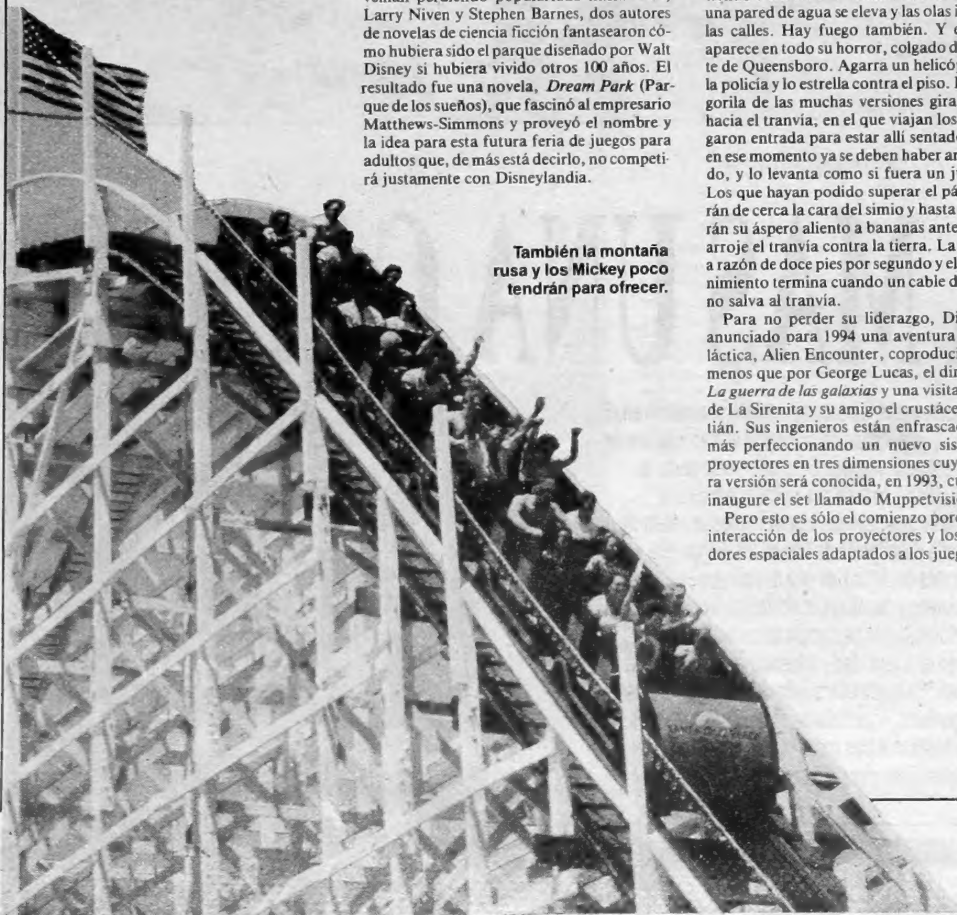 venían perdiendo popularidad
Larry Niven y Stephen Barnes, dos autores
de novelas de ciencia ficción fantasearon có-
mo hubiera sido el parque diseñado por Walt
Disney si hubiera vivido otros 100 años. El
resultado fue una novela, Dream Park (Par-
que de los sueños), que fascinó al empresario
Matthews-Simmons y proveyó el nombre y
la idea para esta futura feria de juegos para
adultos que, de más está decirlo, no competi-
rá justamente con Disneylandia.
También la montaña
rusa y los Mickey poco
tendrán para ofrecer.
una pared de agua se eleva y las olas i
las calles. Hay fuego también. Y e
aparece en todo su horror, colgado d
te de Queensboro. Agarra un helicóp
la policía y lo estrella contra el piso. E
gorila de las muchas versiones gira
hacia el tranvía, en el que viajan los
garon entrada para estar allí sentado
en ese momento ya se deben haber ar
do, y lo levanta como si fuera un ju
Los que hayan podido superar el pá
rán de cerca la cara del simio y hasta
rán su áspero aliento a bananas ante
arroje el tranvía contra la tierra. La
a razón de doce pies por segundo y el
nimiento termina cuando un cable d
no salva al tranvía.
Para no perder su liderazgo, Di
anunciado para 1994 una aventura
láctica, Alien Encounter, coproduci
menos que por George Lucas, el dir
La guerra de las galaxias y una visita
de La Sirenita y su amigo el crustáce
tián. Sus ingenieros están enfrascad
más perfeccionando un nuevo sis
proyectores en tres dimensiones cuy
ra versión será conocida, en 1993, cu
inaugure el set llamado Muppetvisi
Pero esto es sólo el comienzo porq
interacción de los proyectores y los
dores espaciales adaptados a los jueg